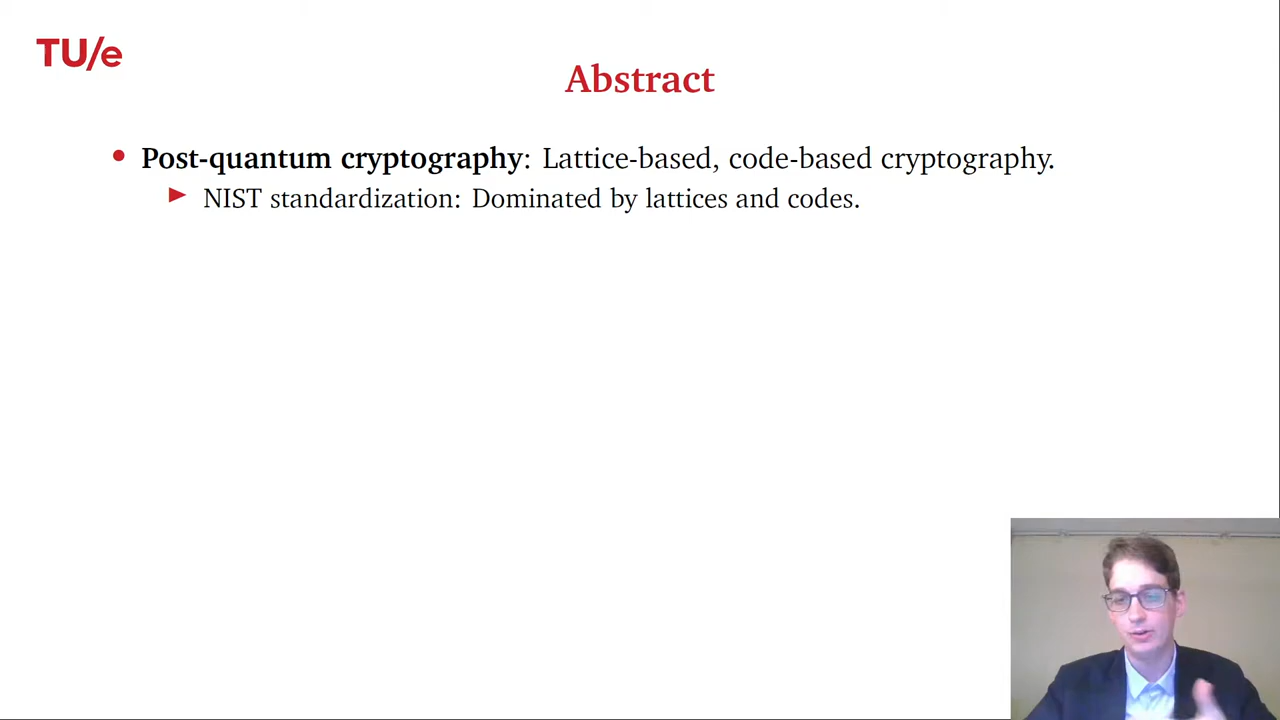 TU/e
Abstract
Post-quantum cryptography: Lattice-based, code-based cryptography.
NIST standardization: Dominated by lattices and codes.